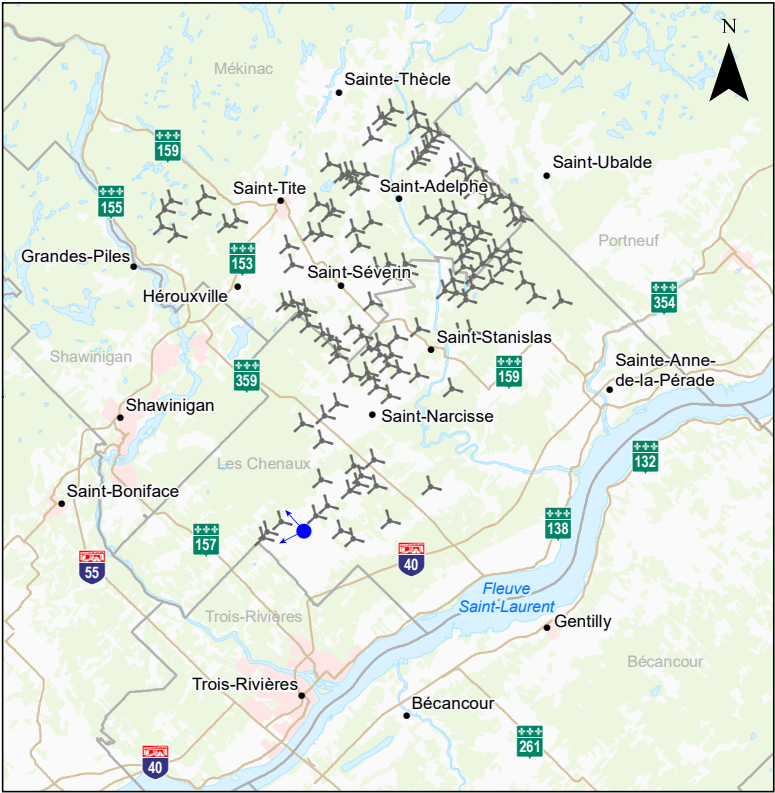 N
Mékinac
Sainte-Thècle
159
Saint-Ubalde
Saint-Tite
Saint-Adelphe
155
Portneuf
Grandes-Piles
153
Saint-Séverin
Hérouxville
354
Saint-Stanislas
Shawinigan
359
159
Sainte-Anne-
de-la-Pérade
Shawinigan
Saint-Narcisse
132
Les Chenaux
Saint-Boniface
138
157
40
55
Fleuve
Saint-Laurent
Trois-Rivières
Gentilly
Bécancour
Trois-Rivières
Bécancour
261
40